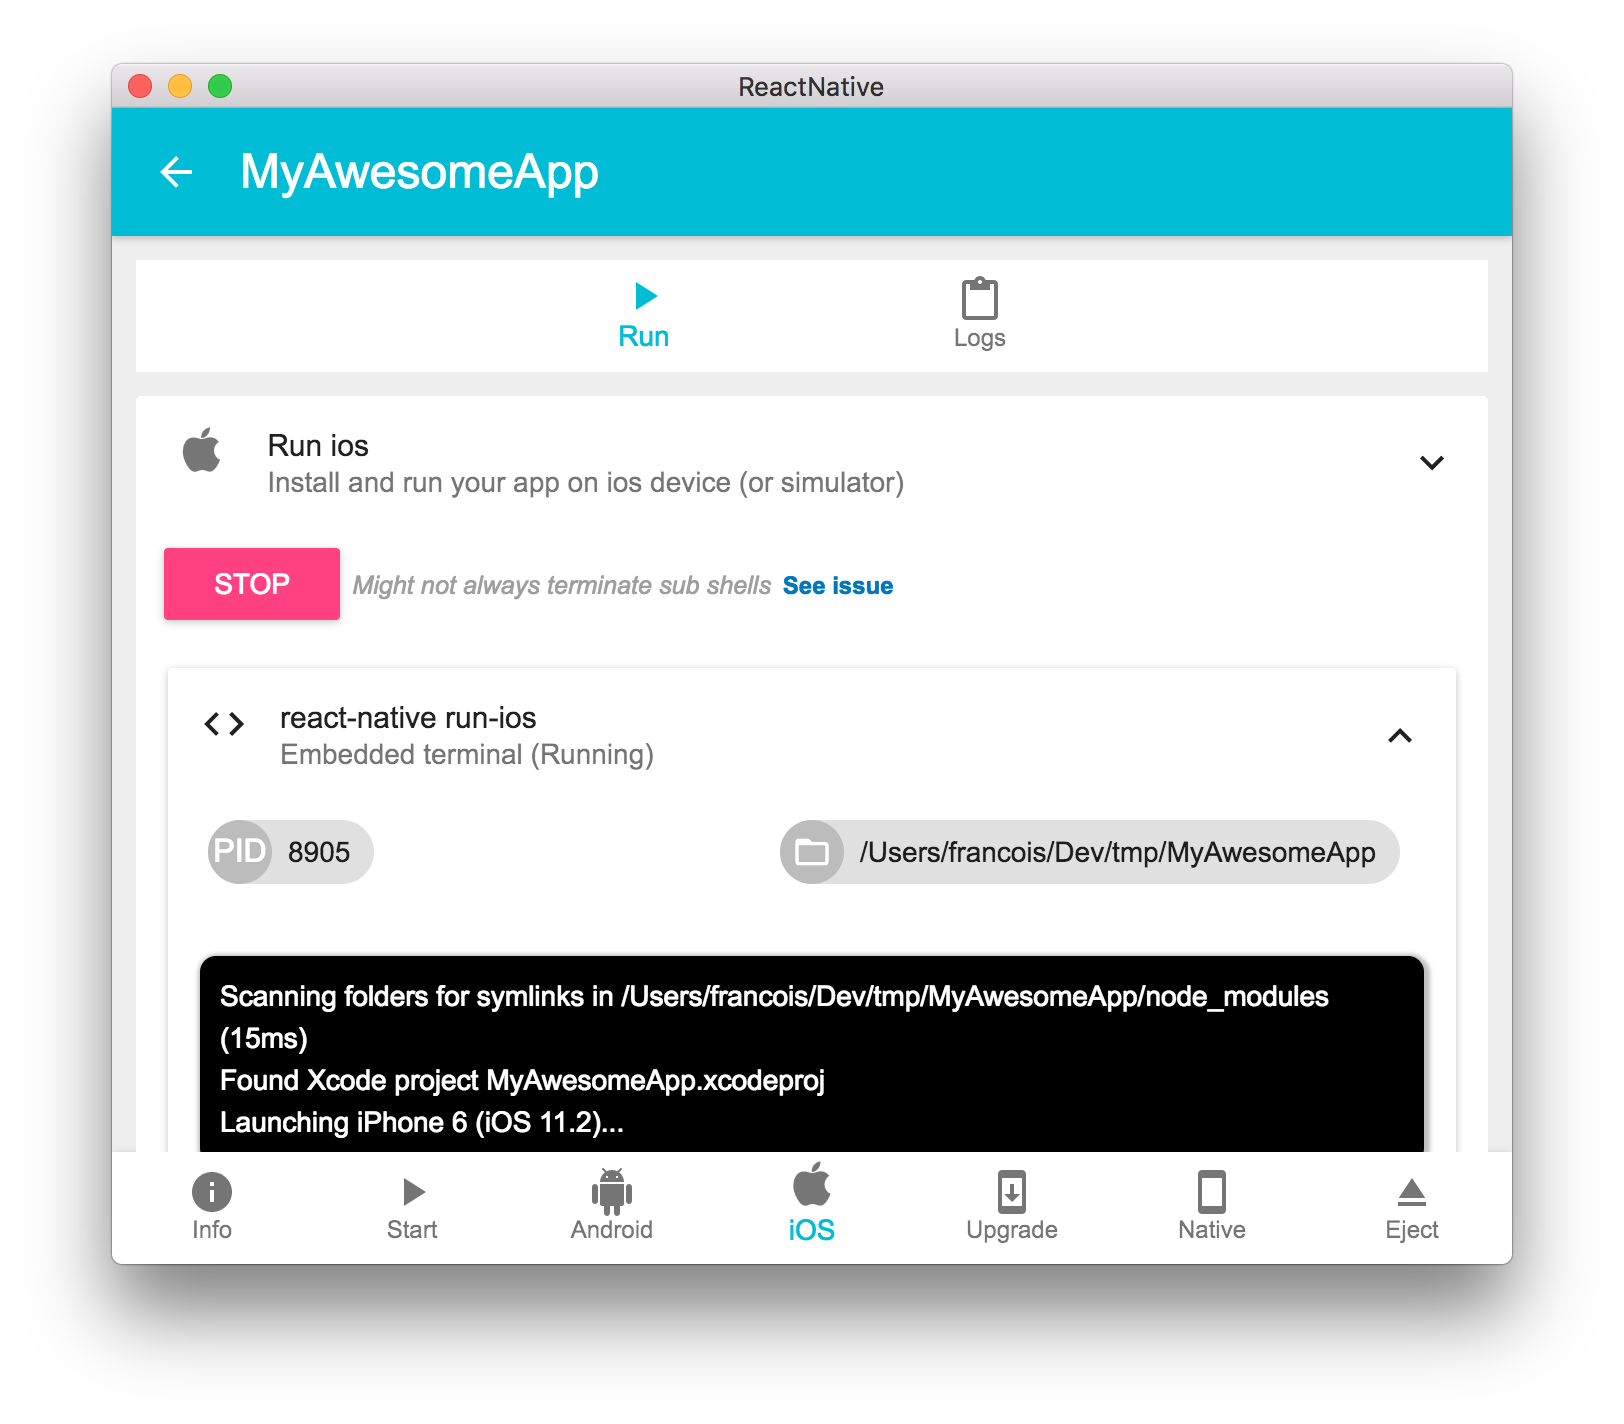 ReactNative
MyAwesomeApp
Run
Logs
Run ios
Install and run your app on ios device (or simulator)
STOP Might not always terminate sub shells See issue
react-native run-ios
Embedded terminal (Running)
PID 8905 /Users/francois/Dev/tmp/MyAwesomeApp
Scanning folders for symlinks in /Users/francois/Dev/tmp/MyAwesomeApp/node_modules
(15ms)
Found Xcode project MyAwesomeApp.xcodeproj
Launching iPhone 6 (iOS 11.2)...
Info Start Android iOS Upgrade Native Eject